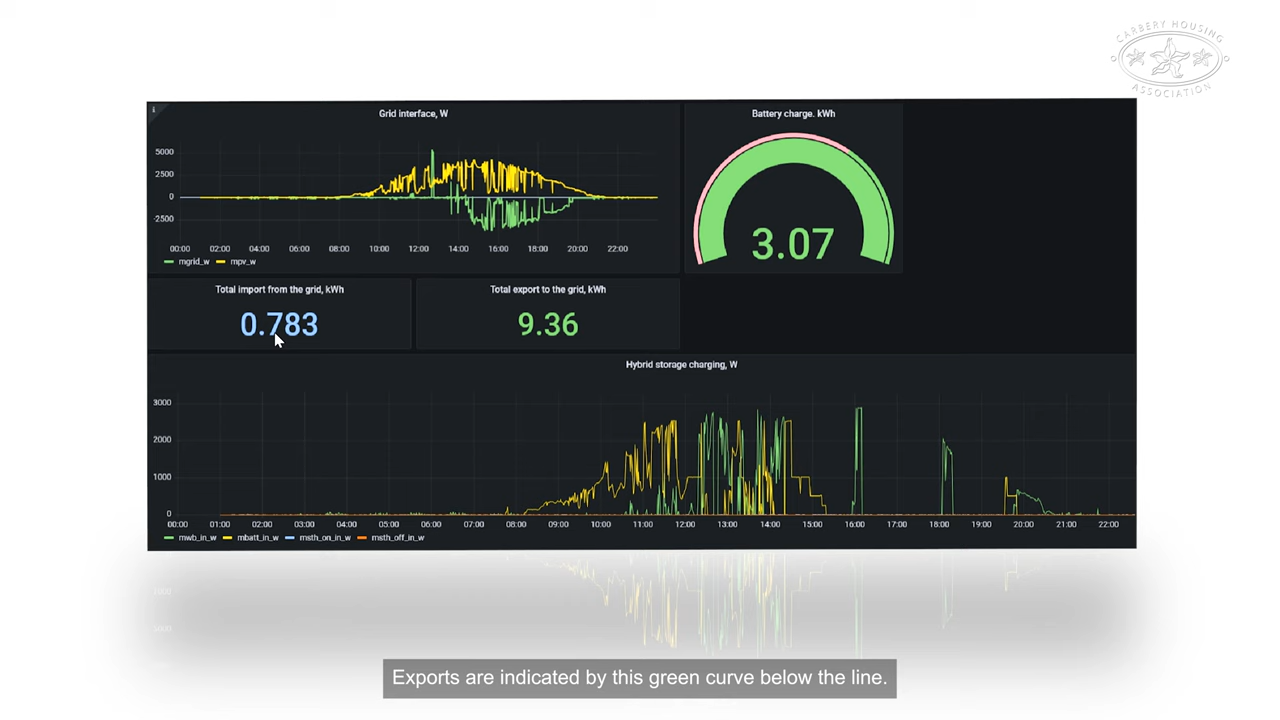 CARBERY HOUSING
ASSOCIATION
Grid interface, W
5000
2500
0
-2500
00:00 02:00 04:00 06:00 08:00 10:00 12:00 14:00 16:00 18:00 20:00 22:00
mgrid_w mpv_w
Battery charge. kWh
3.07
Total import from the grid, kWh
0.783
Total export to the grid, kWh
9.36
Hybrid storage charging, W
3000
2000
1000
0
00:00 01:00 02:00 03:00 04:00 05:00 06:00 07:00 08:00 09:00 10:00 11:00 12:00 13:00 14:00 15:00 16:00 17:00 18:00 19:00 20:00 21:00 22:00
mwb_in_w mbatt_in_w msth_on_in_w msth_off_in_w
Exports are indicated by this green curve below the line.